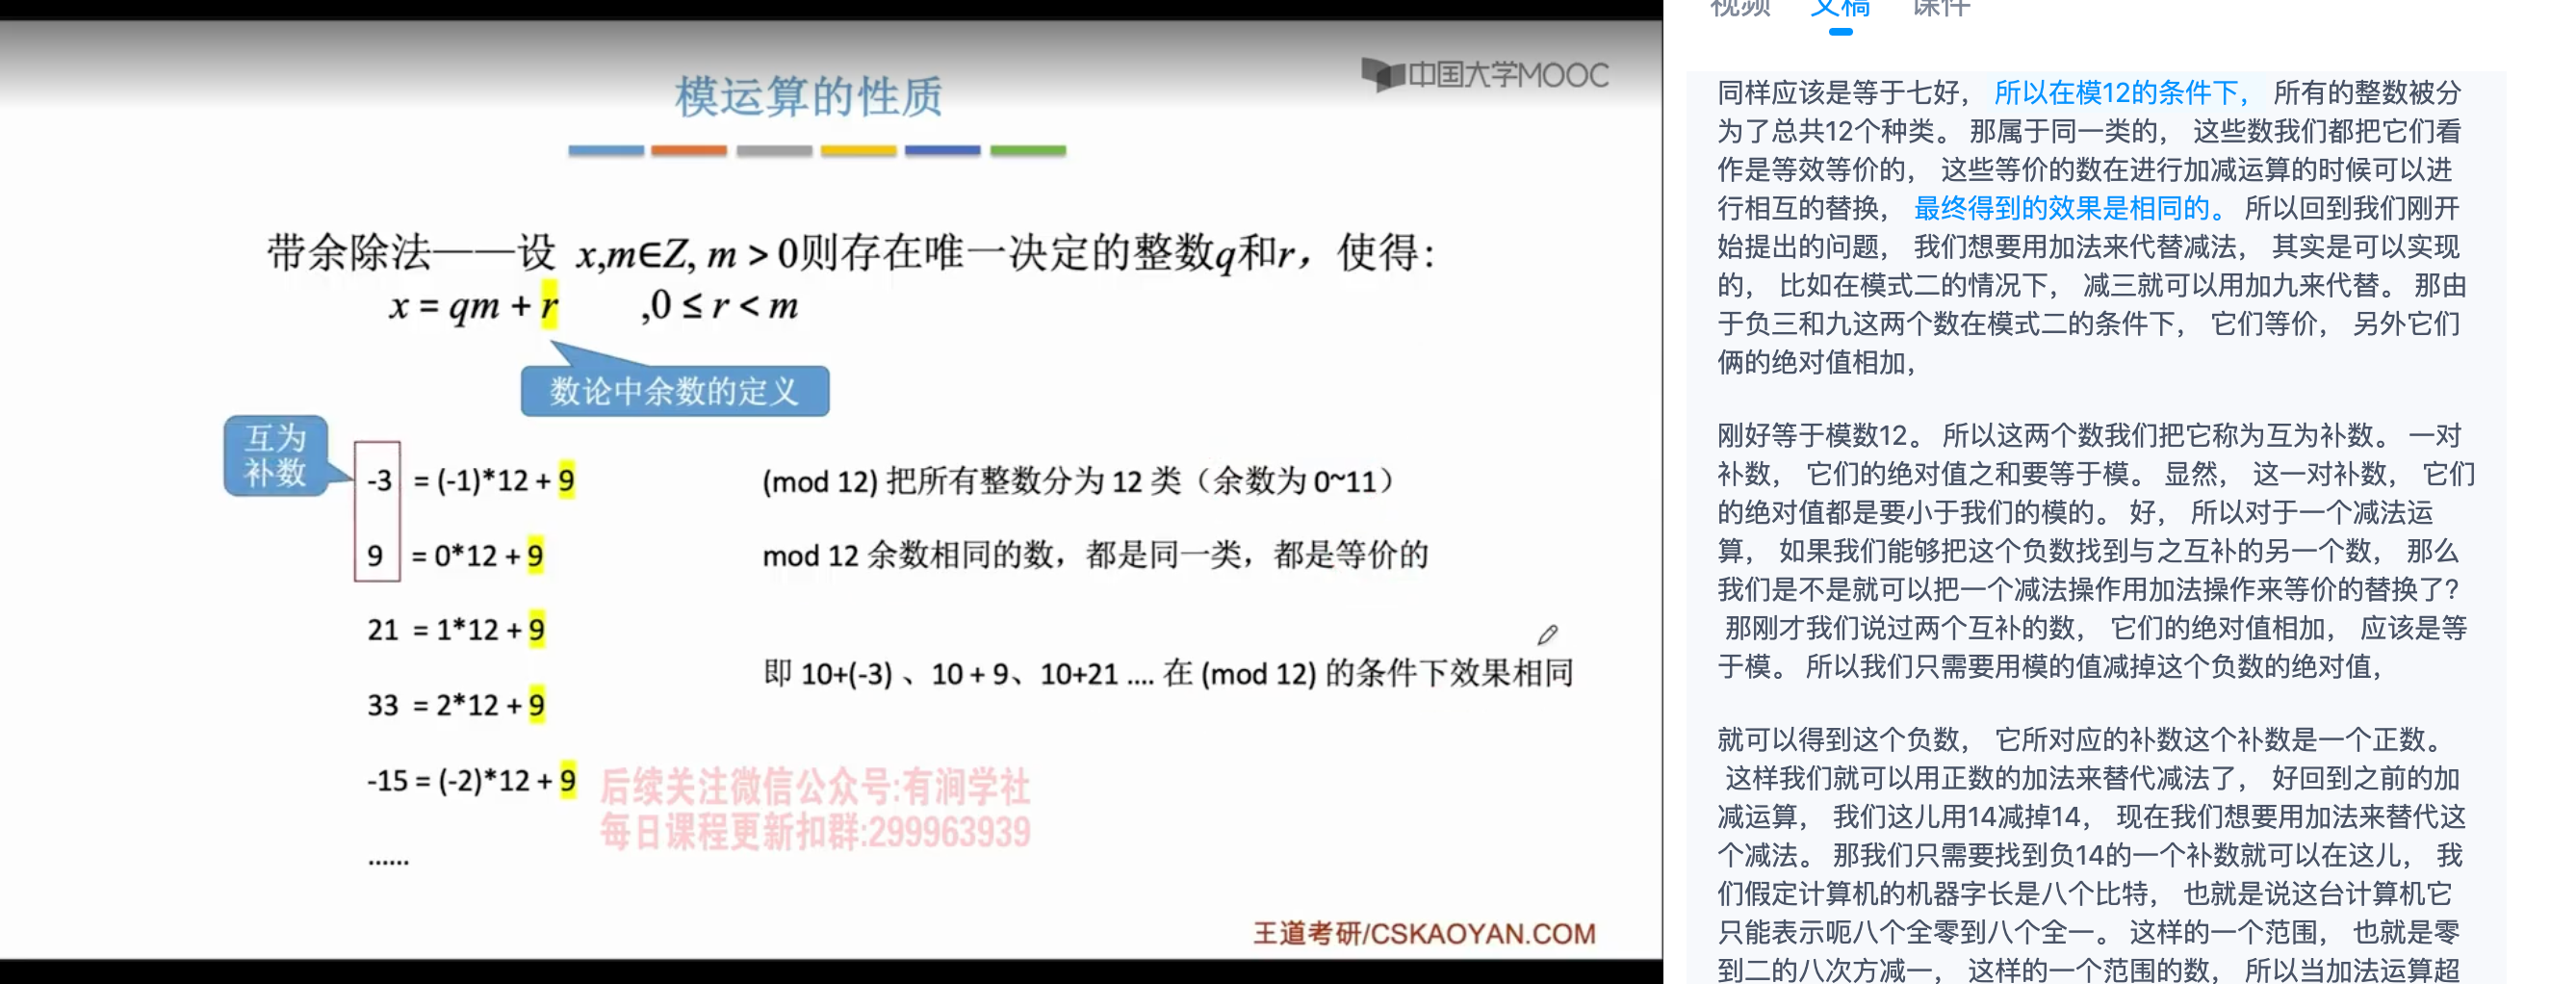 模运算的性质
中国大学MOOC
带余除法——设 x,m∈Z, m > 0则存在唯一决定的整数q和r，使得：
x = qm + r ,0 ≤ r < m
数论中余数的定义
互为
补数
-3 = (-1)*12 + 9
(mod 12) 把所有整数分为 12 类（余数为 0~11）
9 = 0*12 + 9
mod 12 余数相同的数，都是同一类，都是等价的
21 = 1*12 + 9
即 10+(-3) 、10 + 9、10+21 .... 在 (mod 12) 的条件下效果相同
33 = 2*12 + 9
-15 = (-2)*12 + 9
......
后续关注微信公众号:有涧学社
每日课程更新扣群:299963939
王道考研/CSKAOYAN.COM
视频 文稿 课件
同样应该是等于七好， 所以在模12的条件下， 所有的整数被分
为了总共12个种类。 那属于同一类的， 这些数我们都把它们看
作是等效等价的， 这些等价的数在进行加减运算的时候可以进
行相互的替换， 最终得到的效果是相同的。 所以回到我们刚开
始提出的问题， 我们想要用加法来代替减法， 其实是可以实现
的， 比如在模式二的情况下， 减三就可以用加九来代替。 那由
于负三和九这两个数在模式二的条件下， 它们等价， 另外它们
俩的绝对值相加，
刚好等于模数12。 所以这两个数我们把它称为互为补数。 一对
补数， 它们的绝对值之和要等于模。 显然， 这一对补数， 它们
的绝对值都是要小于我们的模的。 好， 所以对于一个减法运
算， 如果我们能够把这个负数找到与之互补的另一个数， 那么
我们是不是就可以把一个减法操作用加法操作来等价的替换了？
那刚才我们说过两个互补的数， 它们的绝对值相加， 应该是等
于模。 所以我们只需要用模的值减掉这个负数的绝对值，
就可以得到这个负数， 它所对应的补数这个补数是一个正数。
这样我们就可以用正数的加法来替代减法了， 好回到之前的加
减运算， 我们这儿用14减掉14， 现在我们想要用加法来替代这
个减法。 那我们只需要找到负14的一个补数就可以在这儿， 我
们假定计算机的机器字长是八个比特， 也就是说这台计算机它
只能表示呃八个全零到八个全一。 这样的一个范围， 也就是零
到二的八次方减一， 这样的一个范围的数， 所以当加法运算超